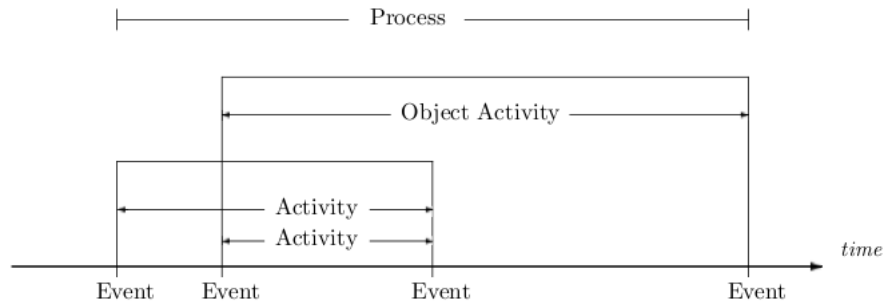 Process
Object Activity
Activity
Activity
time
Event Event Event Event